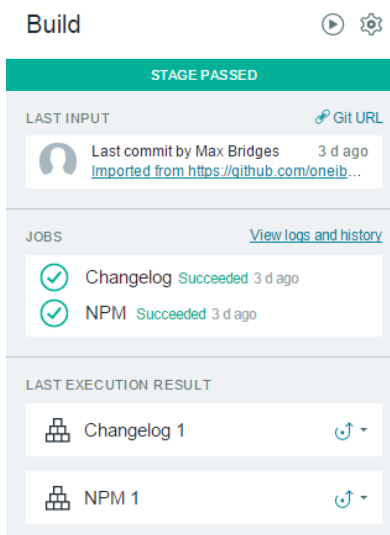 Build
STAGE PASSED
LAST INPUT Git URL
Last commit by Max Bridges 3 d ago
Imported from https://github.com/oneib...
JOBS View logs and history
Changelog Succeeded 3 d ago
NPM Succeeded 3 d ago
LAST EXECUTION RESULT
Changelog 1
NPM 1